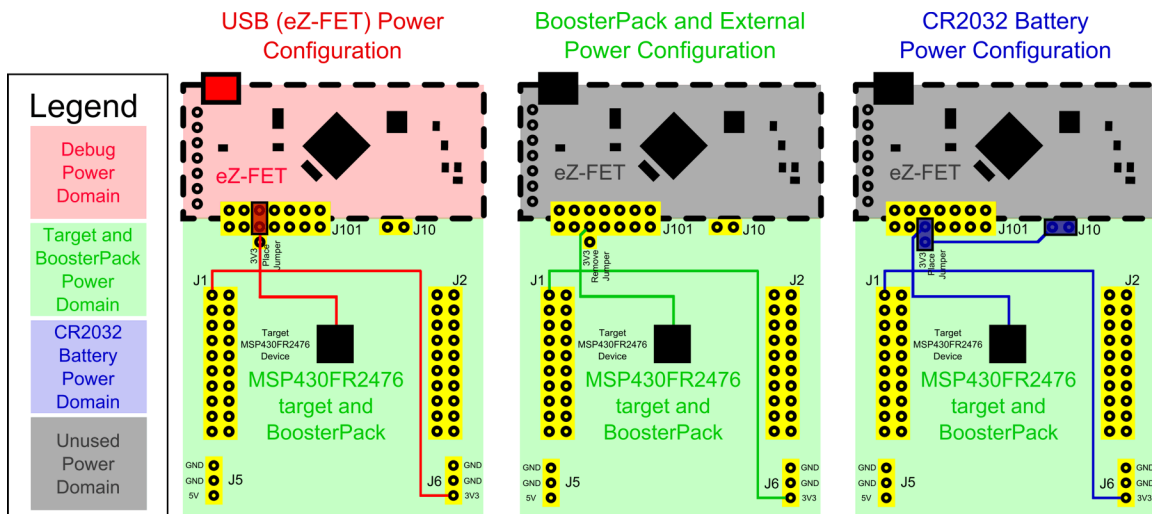 USB (eZ-FET) Power
Configuration
BoosterPack and External
Power Configuration
CR2032 Battery
Power Configuration
Legend
Debug
Power
Domain
Target and
BoosterPack
Power
Domain
CR2032
Battery
Power
Domain
Unused
Power
Domain
eZ-FET
J101
J10
3V3
Place
Jumper
J1
J2
Target
MSP430FR2476
Device
MSP430FR2476
target and
BoosterPack
GND
GND
5V
J5
J6
GND
GND
3V3
eZ-FET
J101
J10
3V3
Remove
Jumper
J1
J2
Target
MSP430FR2476
Device
MSP430FR2476
target and
BoosterPack
GND
GND
5V
J5
J6
GND
GND
3V3
eZ-FET
J101
J10
3V3
Place
Jumper
J1
J2
Target
MSP430FR2476
Device
MSP430FR2476
target and
BoosterPack
GND
GND
5V
J5
J6
GND
GND
3V3